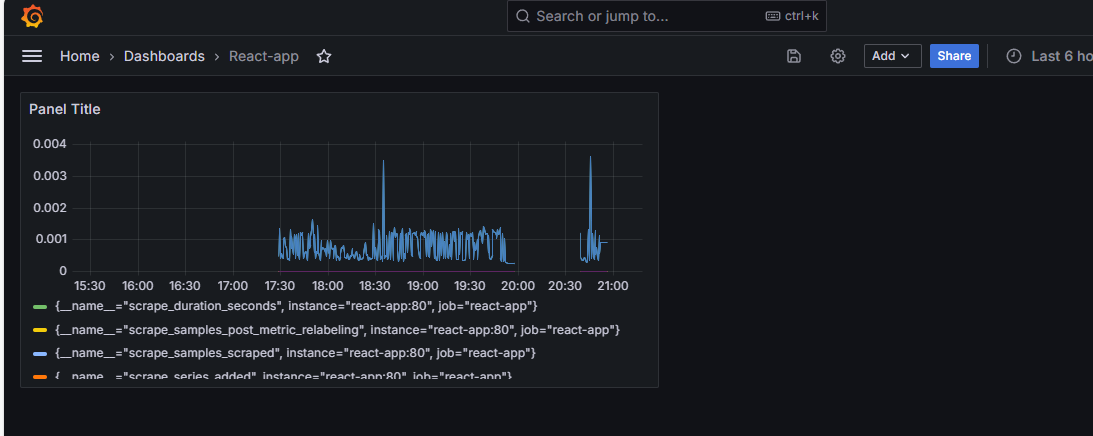 Search or jump to... ctrl+k
Home › Dashboards › React-app Add Share Last 6 ho
Panel Title
0.004
0.003
0.002
0.001
0
15:30 16:00 16:30 17:00 17:30 18:00 18:30 19:00 19:30 20:00 20:30 21:00
{__name__="scrape_duration_seconds", instance="react-app:80", job="react-app"}
{__name__="scrape_samples_post_metric_relabeling", instance="react-app:80", job="react-app"}
{__name__="scrape_samples_scraped", instance="react-app:80", job="react-app"}
{__name__="scrape_series_added", instance="react-app:80", job="react-app"}